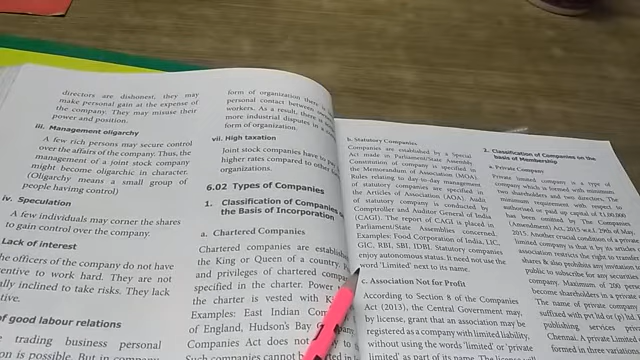 directors are dishonest, they may
make personal gain at the expense of
the company. They may misuse their
power and position.
iii. Management oligarchy
A few rich persons may secure control
over the affairs of the company. Thus, the
management of a joint stock company
might become oligarchic in character.
(Oligarchy means a small group of
people having control)
iv. Speculation
A few individuals may corner the shares
to gain control over the company.
Lack of interest
he officers of the company do not have
entive to work hard. They are not
ally inclined to take risks. They lack
tive.
of good labour relations
trading business personal
ion is possible. But in company
form of organization there is
personal contact between
workers. As a result, there is
more industrial disputes in a
form of organization.
vii. High taxation
Joint stock companies have to pay
higher rates compared to other
organizations.
6.02 Types of Companies
1. Classification of Companies
the Basis of Incorporation
a. Chartered Companies
Chartered companies are establish
the King or Queen of a country.
and privileges of chartered compa
specified in the charter. Power
the charter is vested with Ki
Examples: East Indian Com
of England, Hudson's Bay
Companies Act does not
Such companies cannot b
b. Statutory Companies
Companies are established by a Special
Act made in Parliament/State Assembly.
Constitution of company is specified in
the Memorandum of Association (MOA).
Rules relating to day-to-day management
of statutory companies are specified in
the Articles of Association (AOA). Audit
of statutory company is conducted by
Comptroller and Auditor General of India
(CAGI). The report of CAGI is placed in
Parliament/State Assemblies concerned.
Examples: Food Corporation of India, LIC,
GIC, RBI, SBI, IDBI. Statutory companies
enjoy autonomous status. It need not use the
word 'Limited' next to its name.
c. Association Not for Profit
According to Section 8 of the Companies
Act (2013), the Central Government may,
by license, grant that an association may be
registered as a company with limited liability,
without using the words 'limited' or 'private
limited' as part of its name. The license
2. Classification of Companies on the
basis of Membership
a. Private Company
Private Limited company is a type of
company which is formed with minimum
two shareholders and two directors. The
minimum requirement with respect to
authorised or paid up capital of
has been omitted by The Companies
(Amendment) Act, 2015 w.e.f. 29th of May,
2015. Another crucial condition of a private
limited company is that it by its articles of
association restricts the right to transfer
shares & also prohibits any invitation
public to subscribe for any securities
company. Maximum of 200 persons
become shareholders in a private
The name of private company
suffixed with pvt ltd or (p) ltd.
Chennai, A private Limited
formed in three